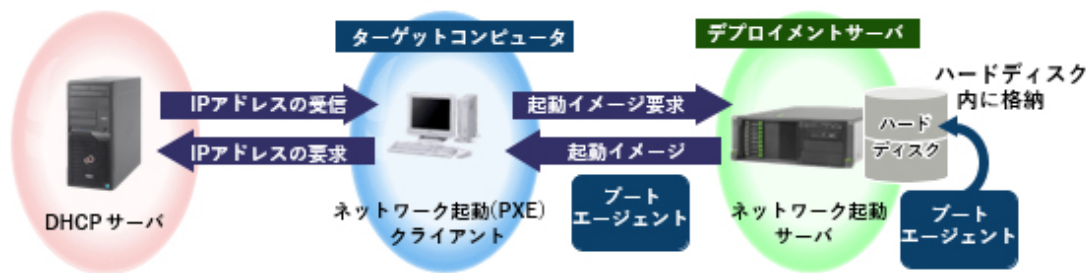 ターゲットコンピュータ
デプロイメントサーバ
ハードディスク
内に格納
IPアドレスの受信
起動イメージ要求
ハード
ディスク
IPアドレスの要求
起動イメージ
ブート
エージェント
ブート
エージェント
DHCP サーバ
ネットワーク起動(PXE)
クライアント
ネットワーク起動
サーバ